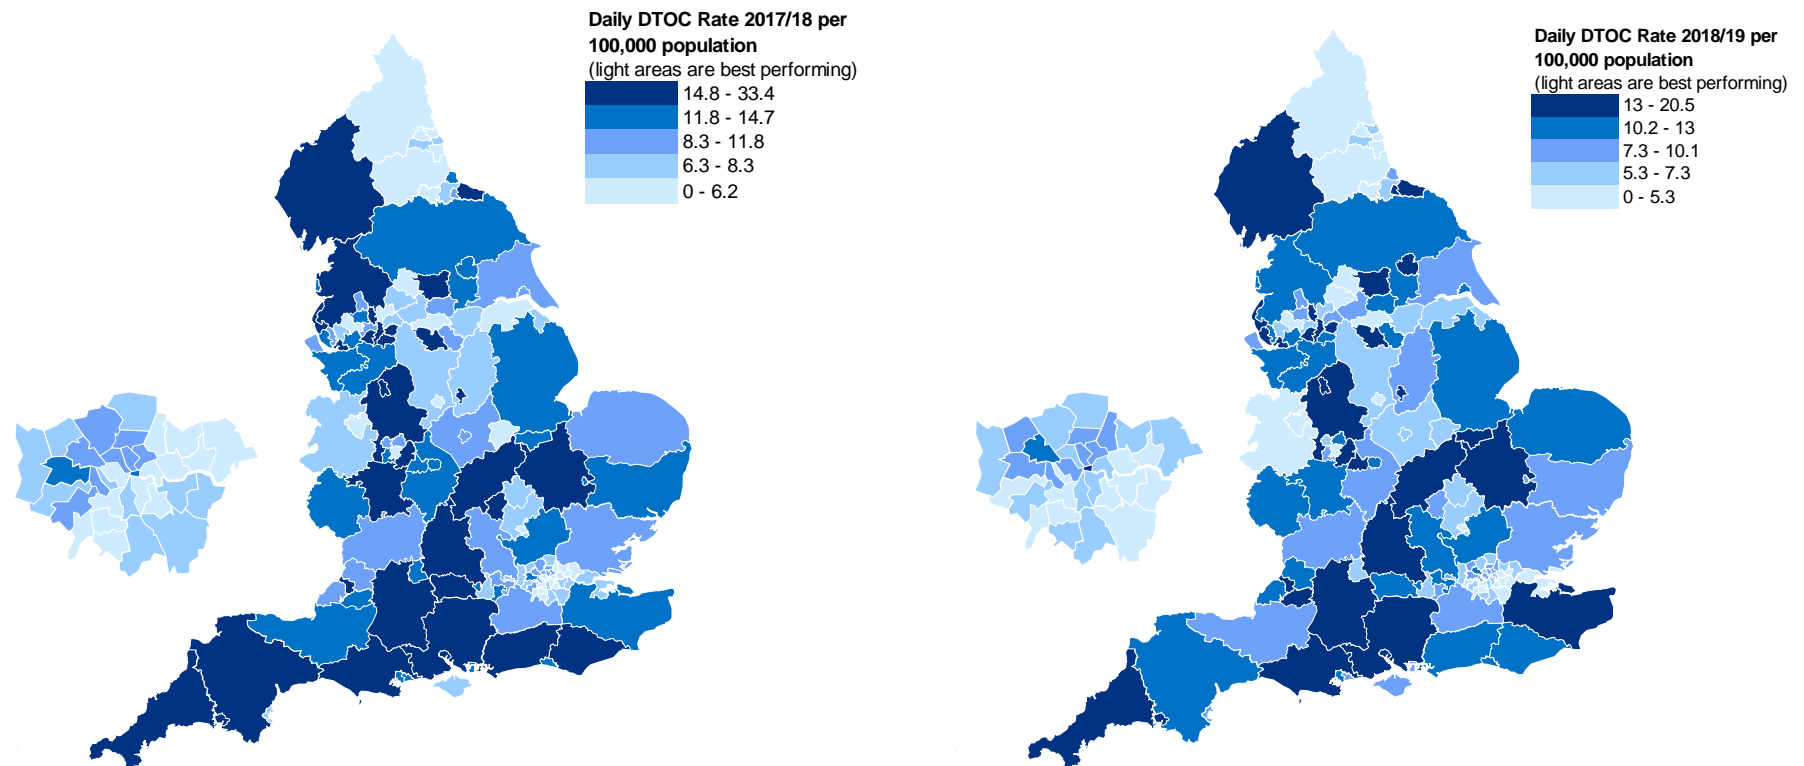 Daily DTOC Rate 2017/18 per
100,000 population
(light areas are best performing)
14.8 - 33.4
11.8 - 14.7
8.3 - 11.8
6.3 - 8.3
0 - 6.2
Daily DTOC Rate 2018/19 per
100,000 population
(light areas are best performing)
13 - 20.5
10.2 - 13
7.3 - 10.1
5.3 - 7.3
0 - 5.3